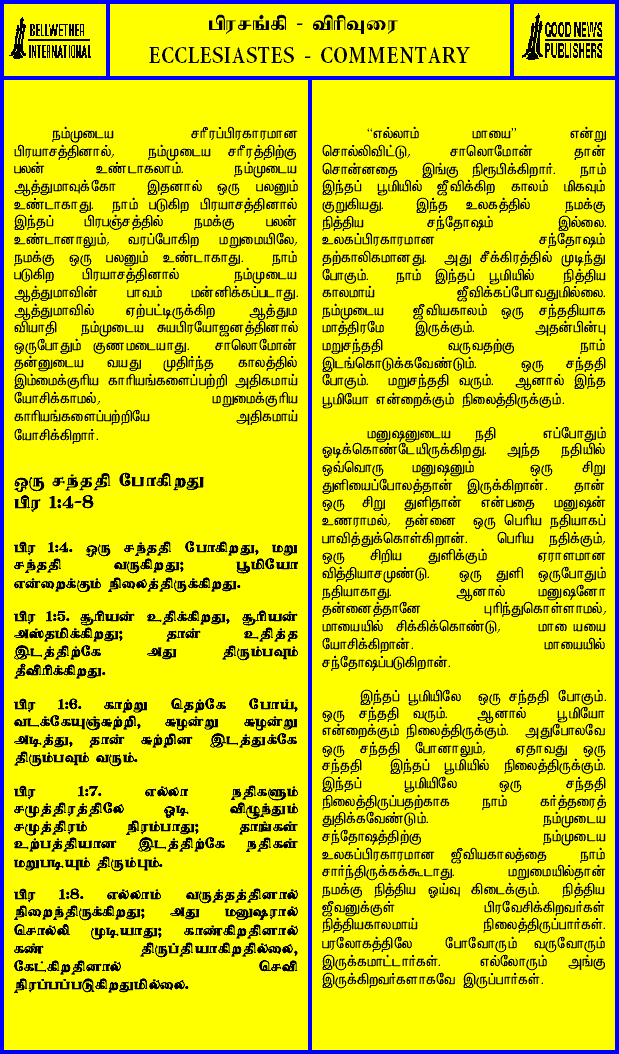 BELLWETHER
INTERNATIONAL
பிரசங்கி - விரிவுரை
ECCLESIASTES - COMMENTARY
GOOD NEWS
PUBLISHERS
நம்முடைய சரீரப்பிரகாரமான
பிரயாசத்தினால், நம்முடைய சரீரத்திற்கு
பலன் உண்டாகலாம். நம்முடைய
ஆத்துமாவுக்கோ இதனால் ஒரு பலனும்
உண்டாகாது. நாம் படுகிற பிரயாசத்தினால்
இந்தப் பிரபஞ்சத்தில் நமக்கு பலன்
உண்டானாலும், வரப்போகிற மறுமையிலே,
நமக்கு ஒரு பலனும் உண்டாகாது. நாம்
படுகிற பிரயாசத்தினால் நம்முடைய
ஆத்துமாவின் பாவம் மன்னிக்கப்படாது.
ஆத்துமாவில் ஏற்பட்டிருக்கிற ஆத்தும
வியாதி நம்முடைய சுயபிரயோஜனத்தினால்
ஒருபோதும் குணமடையாது. சாலொமோன்
தன்னுடைய வயது முதிர்ந்த காலத்தில்
இம்மைக்குரிய காரியங்களைப்பற்றி அதிகமாய்
யோசிக்காமல், மறுமைக்குரிய
காரியங்களைப்பற்றியே அதிகமாய்
யோசிக்கிறார்.
ஒரு சந்ததி போகிறது
பிர 1:4-8
பிர 1:4. ஒரு சந்ததி போகிறது, மறு
சந்ததி வருகிறது; பூமியோ
என்றைக்கும் நிலைத்திருக்கிறது.
பிர 1:5. சூரியன் உதிக்கிறது, சூரியன்
அஸ்தமிக்கிறது; தான் உதித்த
இடத்திற்கே அது திரும்பவும்
தீவிரிக்கிறது.
பிர 1:6. காற்று தெற்கே போய்,
வடக்கேயுஞ்சுற்றி, சுழன்று சுழன்று
அடித்து, தான் சுற்றின இடத்துக்கே
திரும்பவும் வரும்.
பிர 1:7. எல்லா நதிகளும்
சமுத்திரத்திலே ஓடி விழுந்தும்
சமுத்திரம் நிரம்பாது; தாங்கள்
உற்பத்தியான இடத்திற்கே நதிகள்
மறுபடியும் திரும்பும்.
பிர 1:8. எல்லாம் வருத்தத்தினால்
நிறைந்திருக்கிறது; அது மனுஷரால்
சொல்லி முடியாது; காண்கிறதினால்
கண் திருப்தியாகிறதில்லை,
கேட்கிறதினால் செவி
நிரப்பப்படுகிறதுமில்லை.
“எல்லாம் மாயை” என்று
சொல்லிவிட்டு, சாலொமோன் தான்
சொன்னதை இங்கு நிரூபிக்கிறார். நாம்
இந்தப் பூமியில் ஜீவிக்கிற காலம் மிகவும்
குறுகியது. இந்த உலகத்தில் நமக்கு
நித்திய சந்தோஷம் இல்லை.
உலகப்பிரகாரமான சந்தோஷம்
தற்காலிகமானது. அது சீக்கிரத்தில் முடிந்து
போகும். நாம் இந்தப் பூமியில் நித்திய
காலமாய் ஜீவிக்கப்போவதுமில்லை.
நம்முடைய ஜீவியகாலம் ஒரு சந்ததியாக
மாத்திரமே இருக்கும். அதன்பின்பு
மறுசந்ததி வருவதற்கு நாம்
இடங்கொடுக்கவேண்டும். ஒரு சந்ததி
போகும். மறுசந்ததி வரும். ஆனால் இந்த
பூமியோ என்றைக்கும் நிலைத்திருக்கும்.
மனுஷனுடைய நதி எப்போதும்
ஓடிக்கொண்டேயிருக்கிறது. அந்த நதியில்
ஒவ்வொரு மனுஷனும் ஒரு சிறு
துளியைப்போலத்தான் இருக்கிறான். தான்
ஒரு சிறு துளிதான் என்பதை மனுஷன்
உணராமல், தன்னை ஒரு பெரிய நதியாகப்
பாவித்துக்கொள்கிறான். பெரிய நதிக்கும்,
ஒரு சிறிய துளிக்கும் ஏராளமான
வித்தியாசமுண்டு. ஒரு துளி ஒருபோதும்
நதியாகாது. ஆனால் மனுஷனோ
தன்னைத்தானே புரிந்துகொள்ளாமல்,
மாயையில் சிக்கிக்கொண்டு, மாயையை
யோசிக்கிறான். மாயையில்
சந்தோஷப்படுகிறான்.
இந்தப் பூமியிலே ஒரு சந்ததி போகும்.
ஒரு சந்ததி வரும். ஆனால் பூமியோ
என்றைக்கும் நிலைத்திருக்கும். அதுபோலவே
ஒரு சந்ததி போனாலும், ஏதாவது ஒரு
சந்ததி இந்தப் பூமியில் நிலைத்திருக்கும்.
இந்தப் பூமியிலே ஒரு சந்ததி
நிலைத்திருப்பதற்காக நாம் கர்த்தரைத்
துதிக்கவேண்டும். நம்முடைய
சந்தோஷத்திற்கு நம்முடைய
உலகப்பிரகாரமான ஜீவியகாலத்தை நாம்
சார்ந்திருக்கக்கூடாது. மறுமையில்தான்
நமக்கு நித்திய ஓய்வு கிடைக்கும். நித்திய
ஜீவனுக்குள் பிரவேசிக்கிறவர்கள்
நித்தியகாலமாய் நிலைத்திருப்பார்கள்.
பரலோகத்திலே போவோரும் வருவோரும்
இருக்கமாட்டார்கள். எல்லோரும் அங்கு
இருக்கிறவர்களாகவே இருப்பார்கள்.